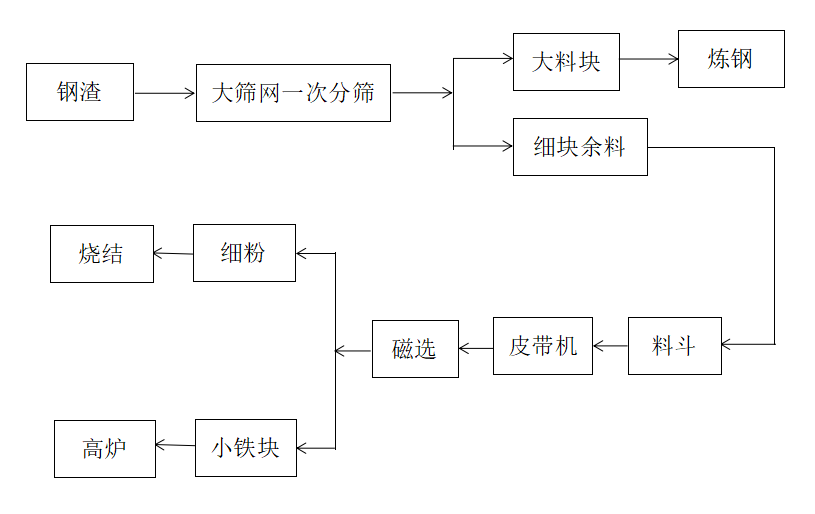 钢渣
大筛网一次分筛
大料块
炼钢
细块余料
料斗
皮带机
磁选
细粉
烧结
小铁块
高炉